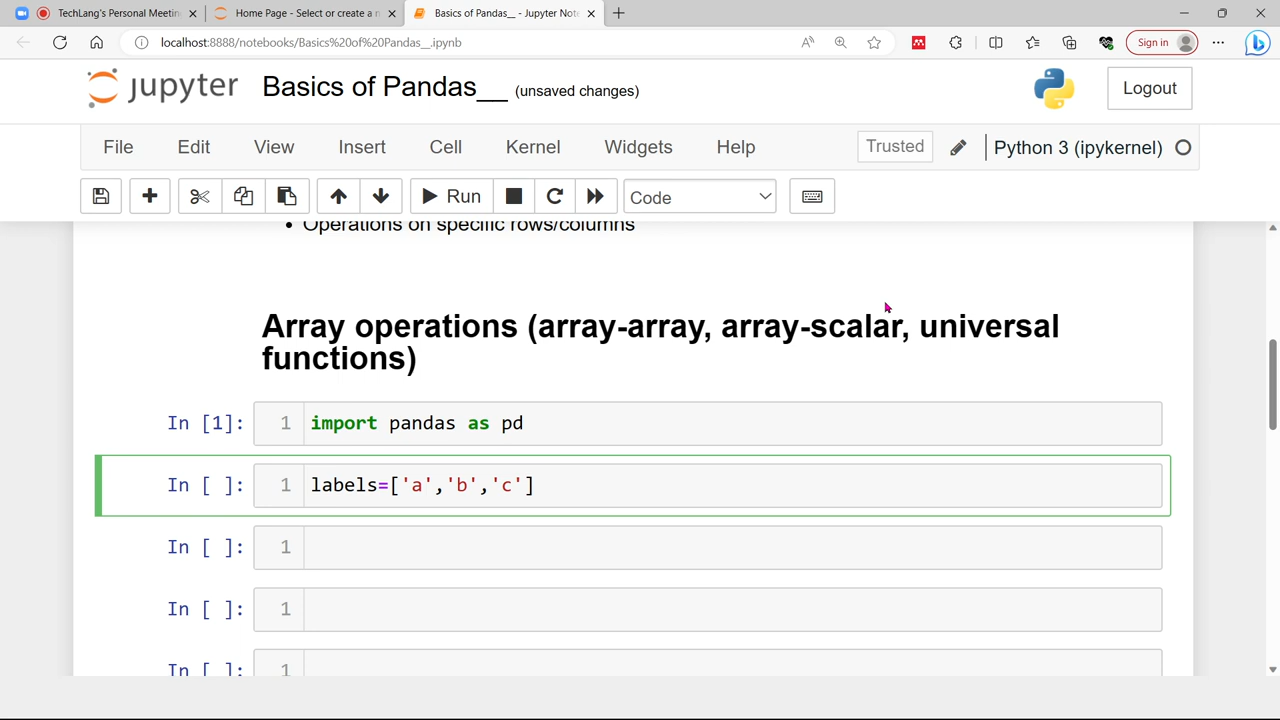 TechLang's Personal Meetin
Home Page - Select or create a n
Basics of Pandas__ - Jupyter Note
localhost:8888/notebooks/Basics%20of%20Pandas__.ipynb
Sign in
jupyter Basics of Pandas__ (unsaved changes)
Logout
File Edit View Insert Cell Kernel Widgets Help
Trusted
Python 3 (ipykernel)
Run
Code
• Operations on specific rows/columns
Array operations (array-array, array-scalar, universal
functions)
In [1]: 1 import pandas as pd
In [ ]: 1 labels=['a','b','c']
In [ ]: 1
In [ ]: 1
In [ ]: 1